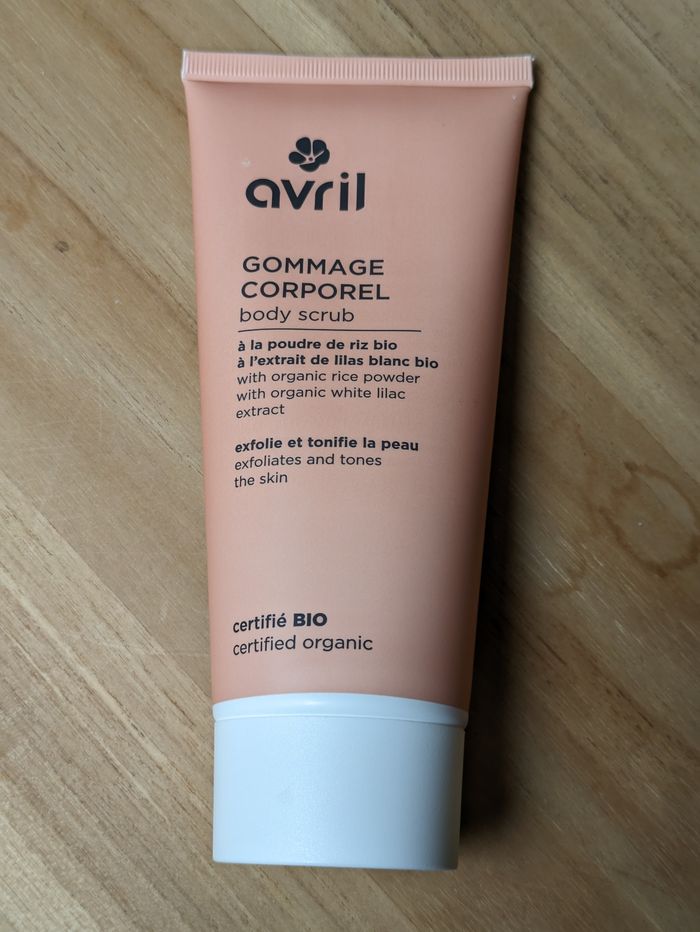 avril
GOMMAGE
CORPOREL
body scrub
à la poudre de riz bio
à l'extrait de lilas blanc bio
with organic rice powder
with organic white lilac
extract
exfolie et tonifie la peau
exfoliates and tones
the skin
certifié BIO
certified organic